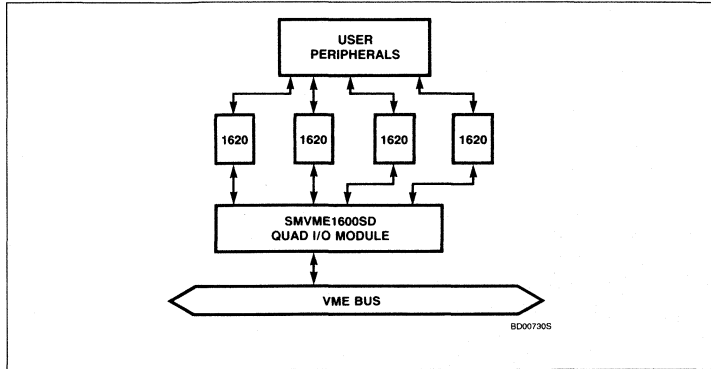 USER
PERIPHERALS
1620
1620
1620
1620
SMVME1600SD
QUAD I/O MODULE
VME BUS
BD00730S